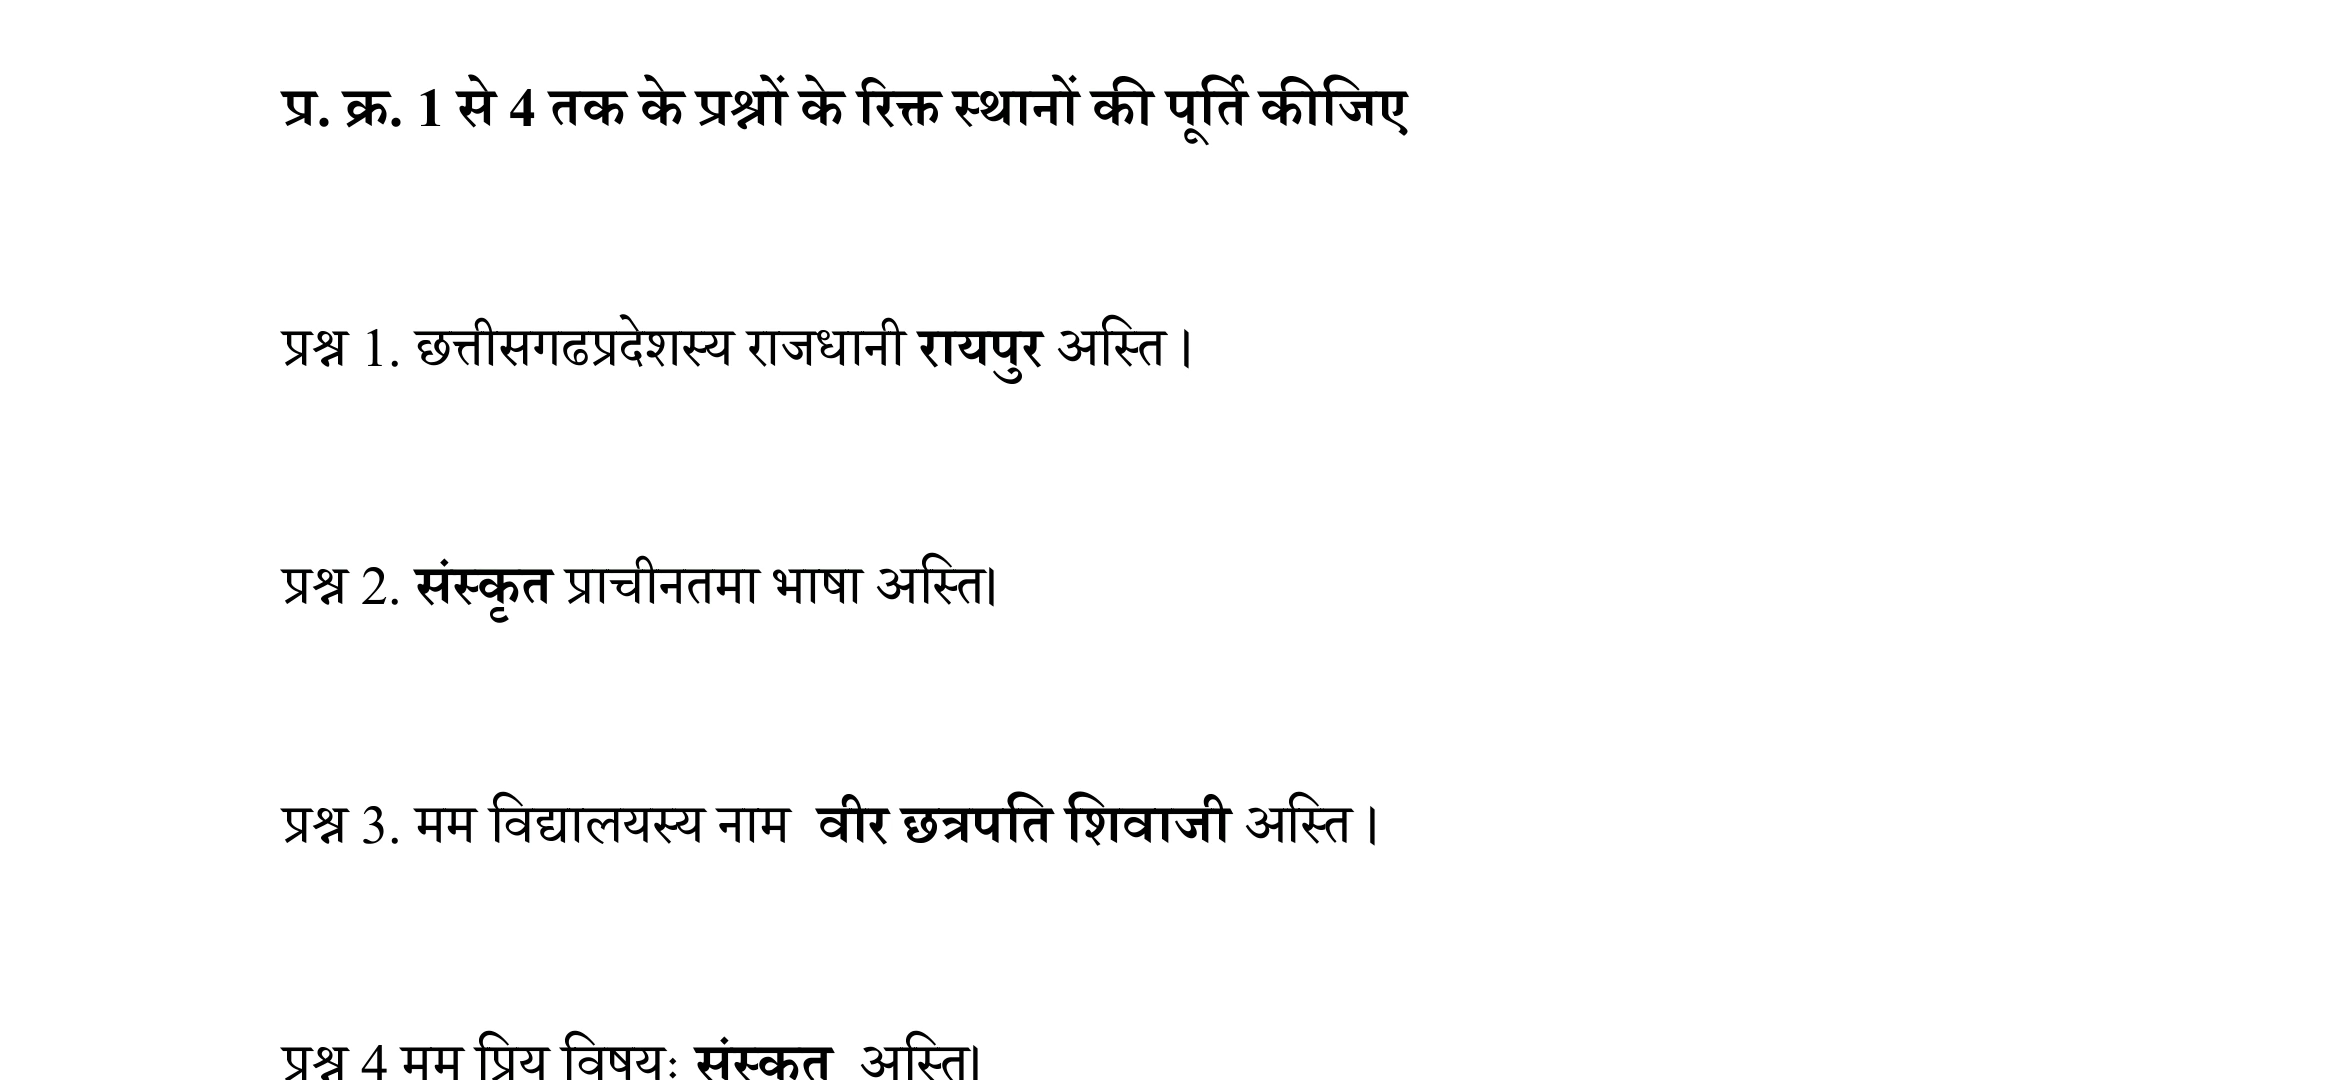 प्र. क्र. 1 से 4 तक के प्रश्नों के रिक्त स्थानों की पूर्ति कीजिए
प्रश्न 1. छत्तीसगढप्रदेशस्य राजधानी रायपुर अस्ति ।
प्रश्न 2. संस्कृत प्राचीनतमा भाषा अस्ति।
प्रश्न 3. मम विद्यालयस्य नाम वीर छत्रपति शिवाजी अस्ति ।
प्रश्न 4 मम प्रिय विषयः संस्कृत अस्ति।